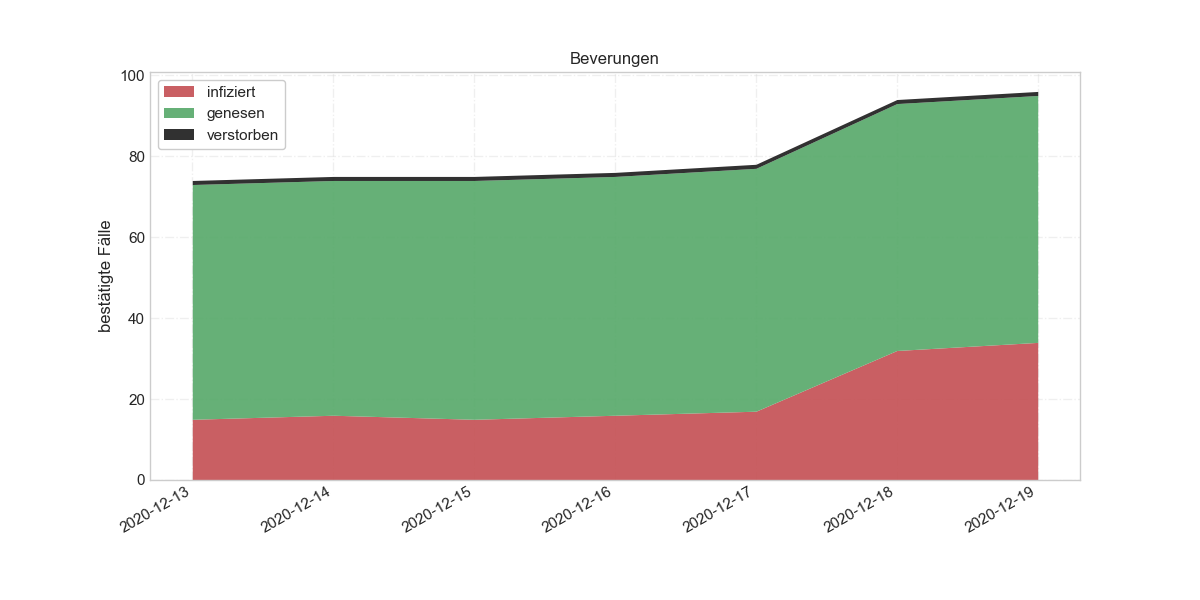 Beverungen
infiziert
genesen
verstorben
bestätigte Fälle
100
80
60
40
20
0
2020-12-13
2020-12-14
2020-12-15
2020-12-16
2020-12-17
2020-12-18
2020-12-19